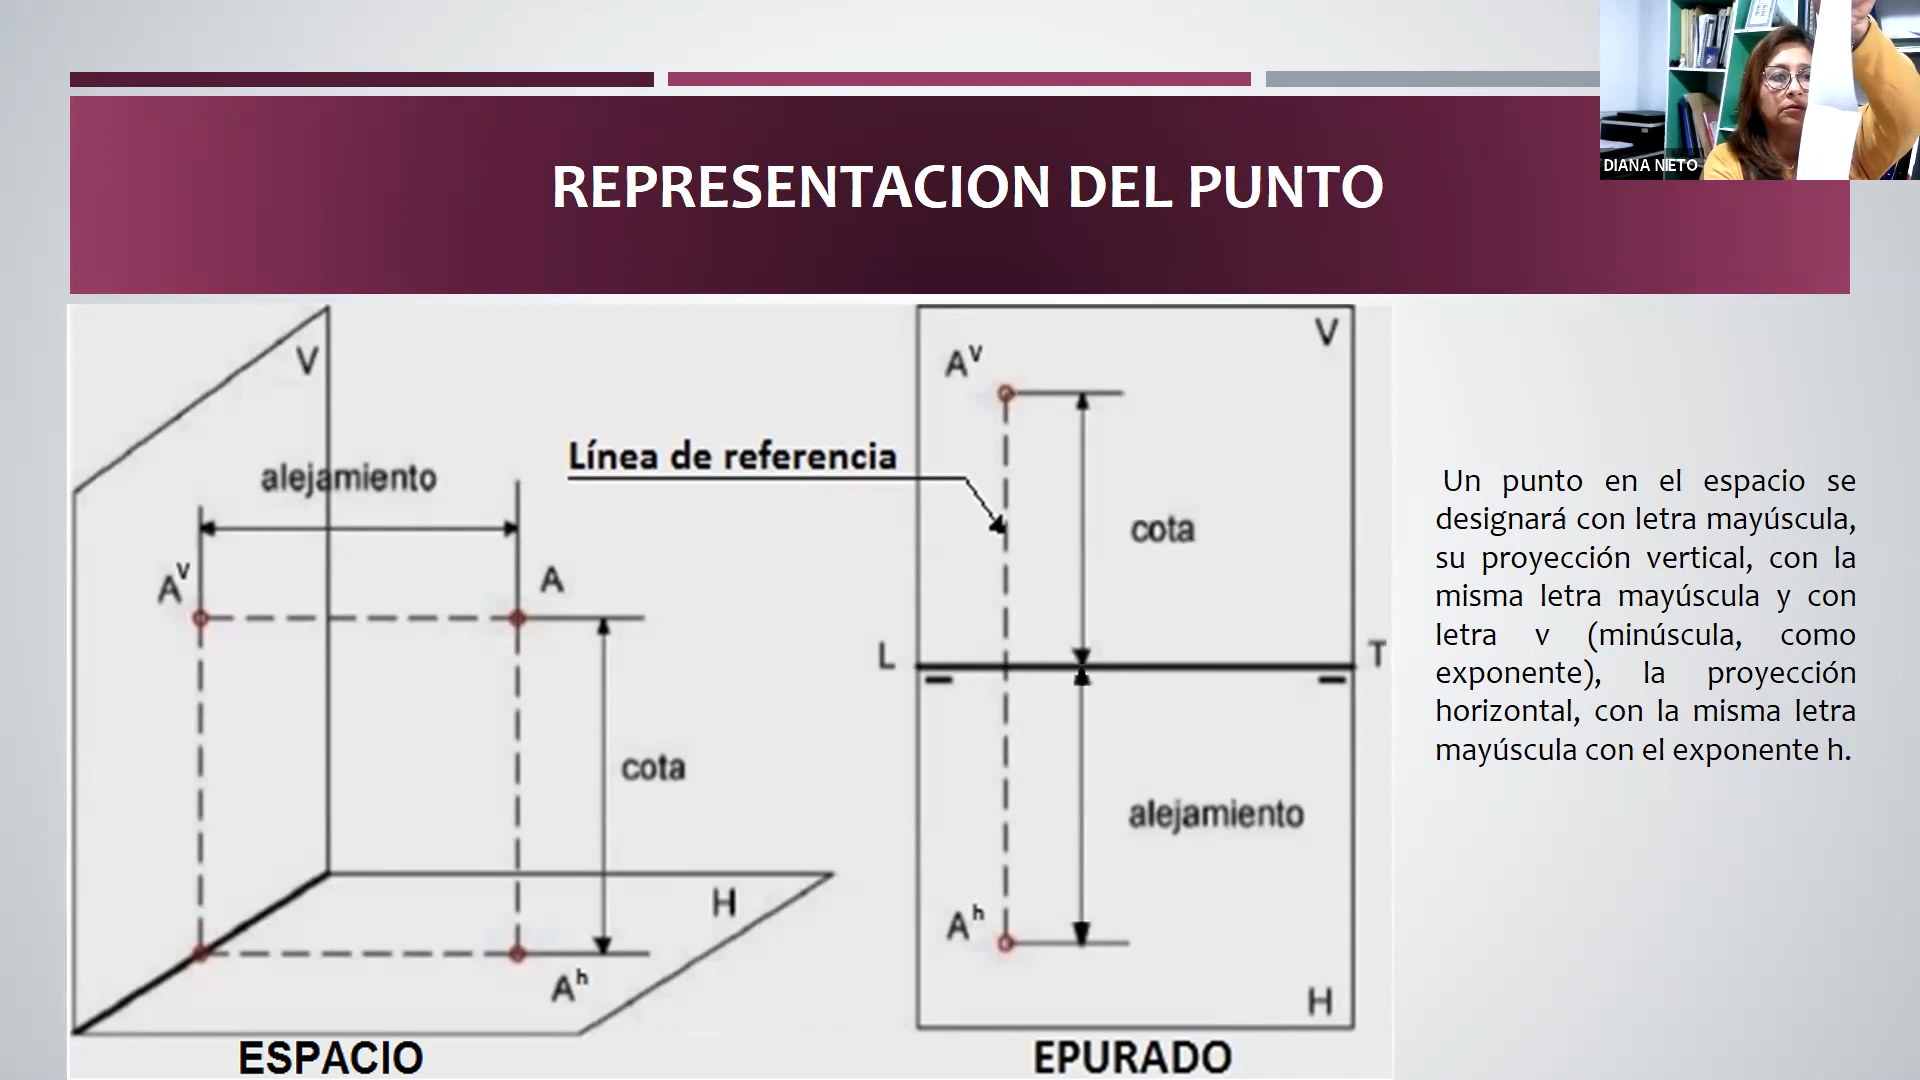 DIANA NIETO
REPRESENTACION DEL PUNTO
V
alejamiento
A^v
A
cota
H
A^h
ESPACIO
Línea de referencia
V
A^v
cota
L
T
alejamiento
A^h
H
EPURADO
Un punto en el espacio se
designará con letra mayúscula,
su proyección vertical, con la
misma letra mayúscula y con
letra v (minúscula, como
exponente), la proyección
horizontal, con la misma letra
mayúscula con el exponente h.